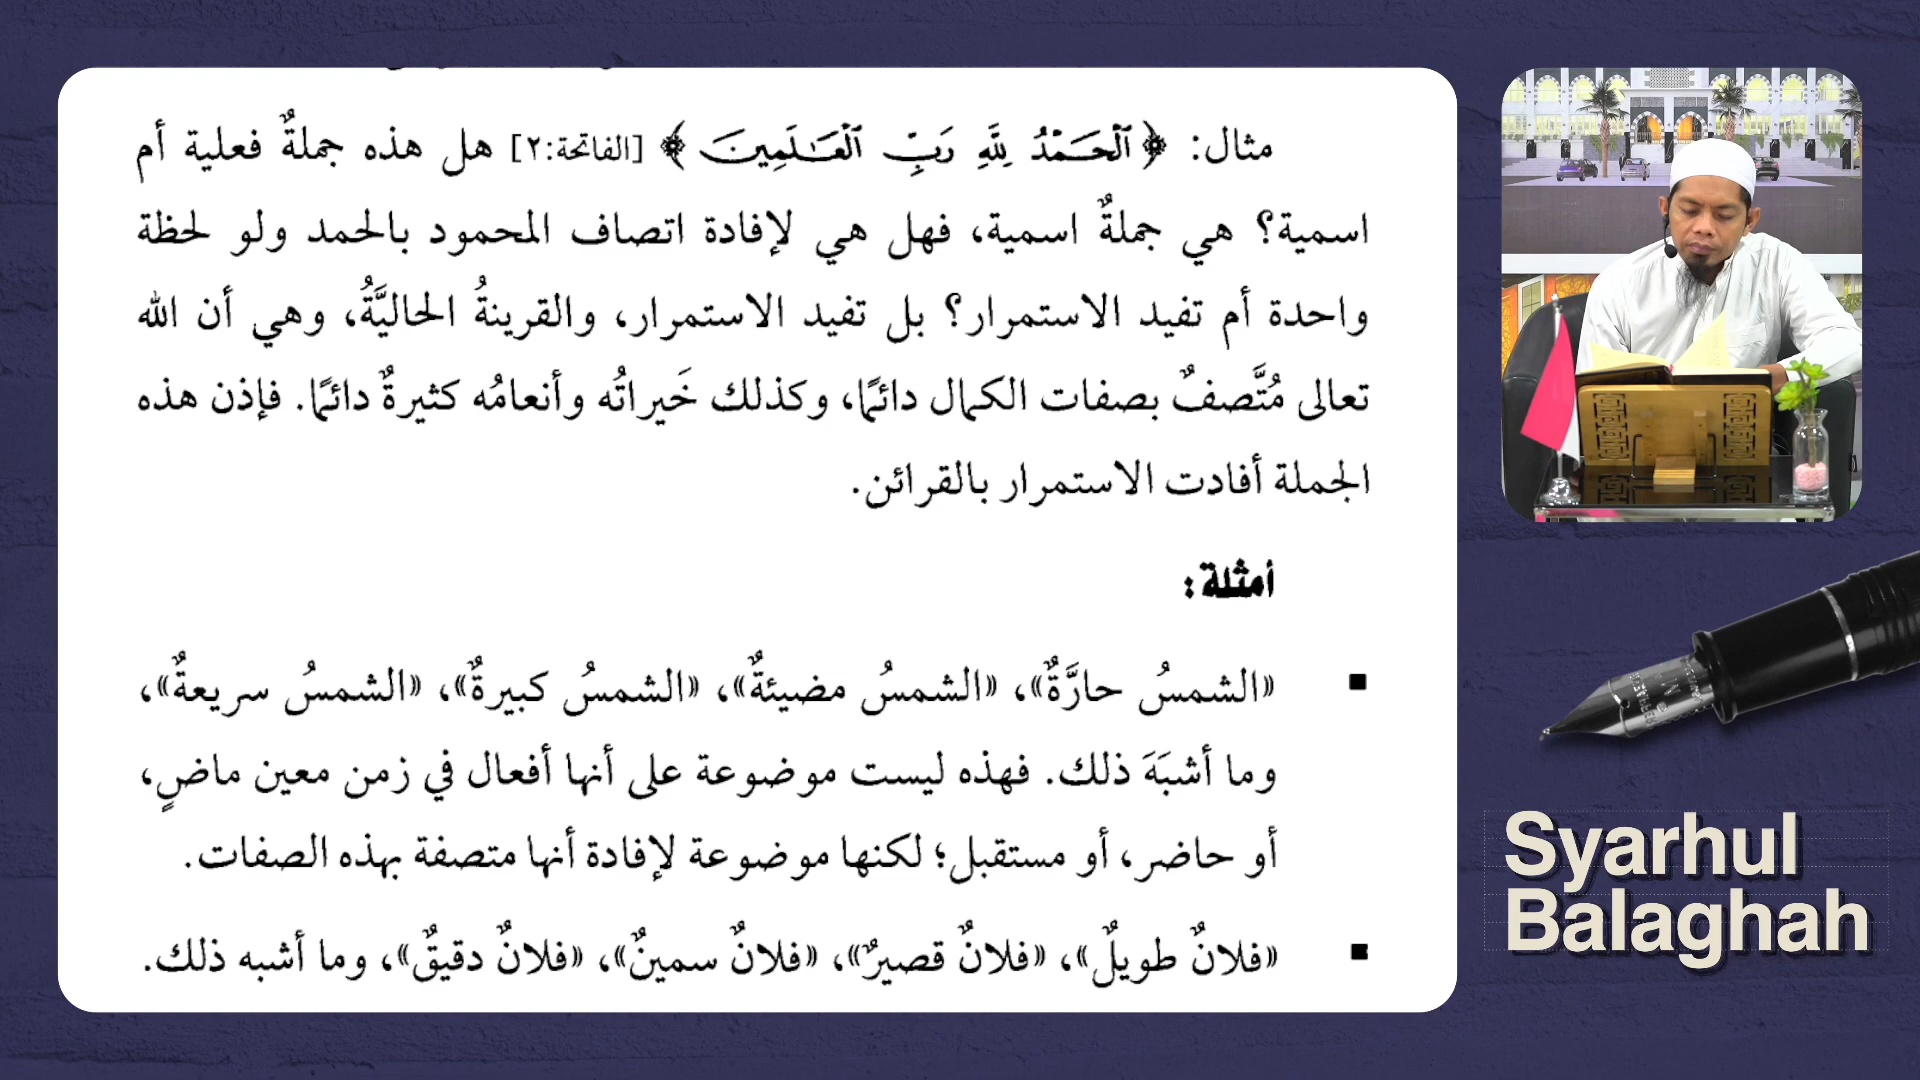 مثال: ﴿ٱلْحَمْدُ لِلَّهِ رَبِّ ٱلْعَـٰلَمِينَ﴾ [الفاتحة:٢] هل هذه جملةٌ فعلية أم
اسمية؟ هي جملةٌ اسمية، فهل هي لإفادة اتصاف المحمود بالحمد ولو لحظة
واحدة أم تفيد الاستمرار؟ بل تفيد الاستمرار، والقرينةُ الحاليَّةُ، وهي أن الله
تعالى مُتَّصفٌ بصفات الكمال دائمًا، وكذلك خَيراتُه وأنعامُه كثيرةٌ دائمًا. فإذن هذه
الجملة أفادت الاستمرار بالقرائن.
أمثلة:
▪ «الشمسُ حارَّةٌ»، «الشمسُ مضيئةٌ»، «الشمسُ كبيرةٌ»، «الشمسُ سريعةٌ»،
وما أشبَهَ ذلك. فهذه ليست موضوعة على أنها أفعال في زمن معين ماضٍ،
أو حاضر، أو مستقبل؛ لكنها موضوعة لإفادة أنها متصفة بهذه الصفات.
▪ «فلانٌ طويلٌ»، «فلانٌ قصيرٌ»، «فلانٌ سمينٌ»، «فلانٌ دقيقٌ»، وما أشبه ذلك.
Syarhul
Balaghah